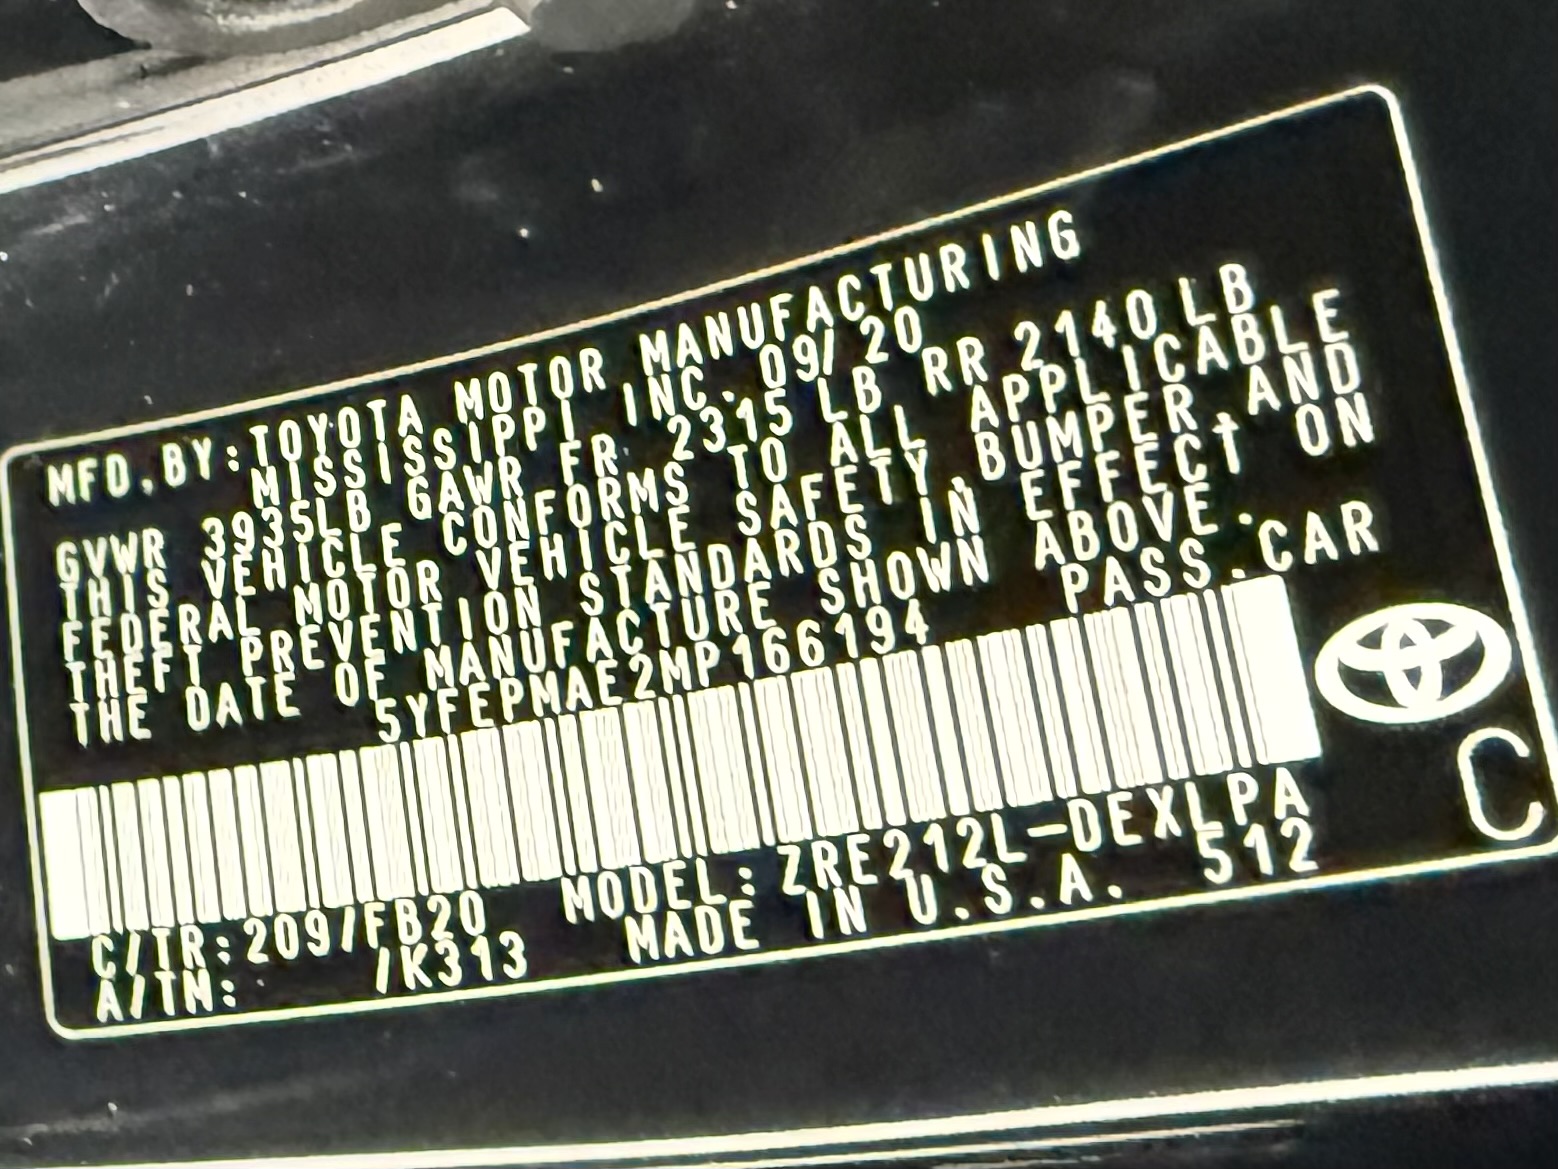 MFD.BY:TOYOTA MOTOR MANUFACTURING
MISSISSIPPI INC. 09/20
GVWR 3935LB GAWR FR 2315 LB RR 2140LB
THIS VEHICLE CONFORMS TO ALL APPLICABLE
FEDERAL MOTOR VEHICLE SAFETY,BUMPER,AND
THEFT PREVENTION STANDARDS IN EFFECT ON
THE DATE OF MANUFACTURE SHOWN ABOVE.
5YFEPMAE2MP166194 PASS.CAR
C/TR:209/FB20 MODEL:ZRE212L-DEXLPA
A/TN: /K313 MADE IN U.S.A. 512
C